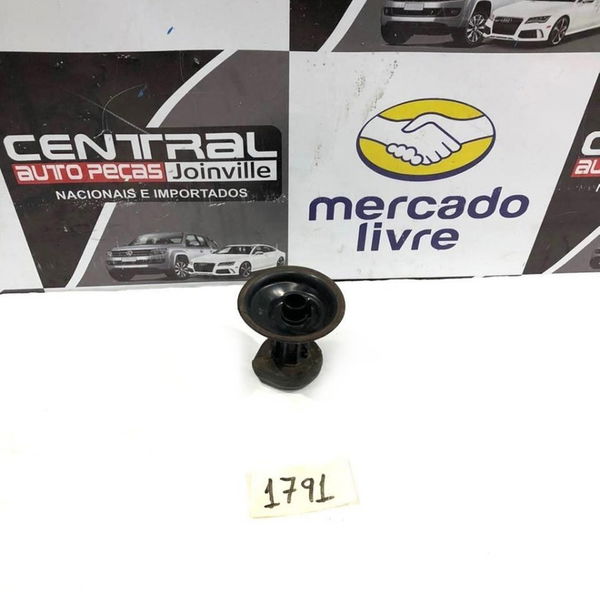 CENTRAL
AUTO PEÇAS Joinville
NACIONAIS E IMPORTADOS
mercado
livre
1791